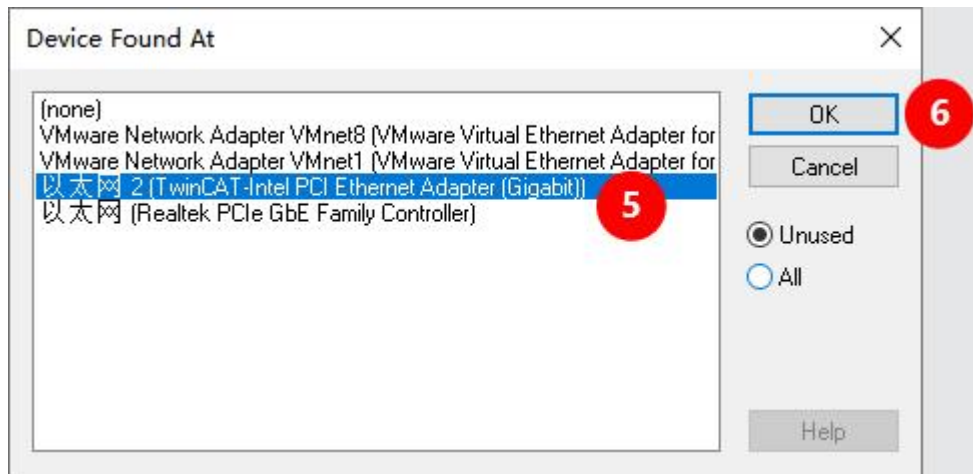 Device Found At
(none)
VMware Network Adapter VMnet8 (VMware Virtual Ethernet Adapter for
VMware Network Adapter VMnet1 (VMware Virtual Ethernet Adapter for
以太网 2 (TwinCAT-Intel PCI Ethernet Adapter (Gigabit))
以太网 (Realtek PCIe GbE Family Controller)
5
OK
6
Cancel
Unused
All
Help